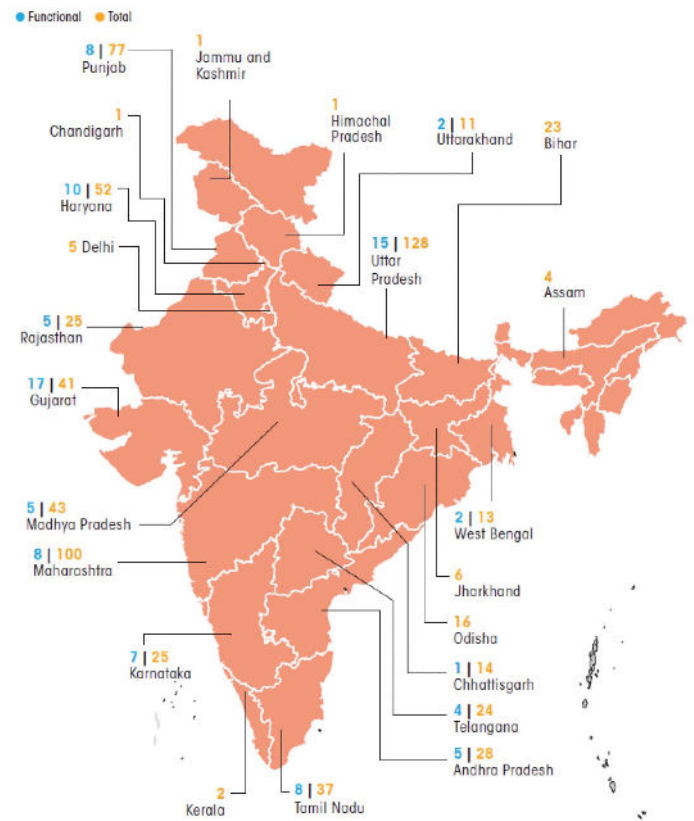 Functional Total
8 | 77
Punjab
1
Jammu and
Kashmir
1
Chandigarh
1
Himachal
Pradesh
2 | 11
Uttarakhand
23
Bihar
10 | 52
Haryana
5 Delhi
15 | 128
Uttar
Pradesh
4
Assam
5 | 25
Rajasthan
17 | 41
Gujarat
5 | 43
Madhya Pradesh
8 | 100
Maharashtra
2 | 13
West Bengal
6
Jharkhand
16
Odisha
7 | 25
Karnataka
1 | 14
Chhattisgarh
4 | 24
Telangana
5 | 28
Andhra Pradesh
2
Kerala
8 | 37
Tamil Nadu